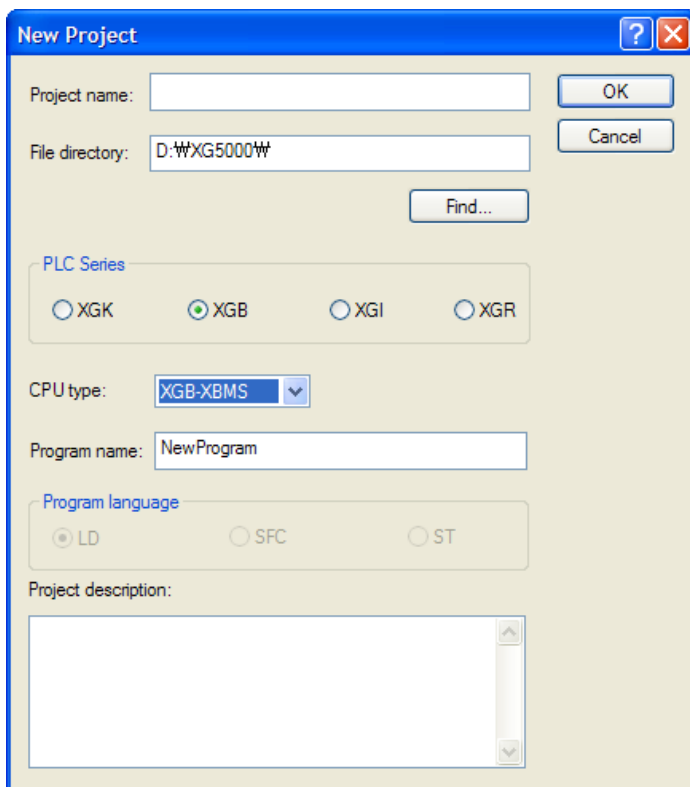 New Project
Project name:
OK
File directory: D:₩XG5000₩
Cancel
Find...
PLC Series
XGK XGB XGI XGR
CPU type: XGB-XBMS
Program name: NewProgram
Program language
LD SFC ST
Project description: